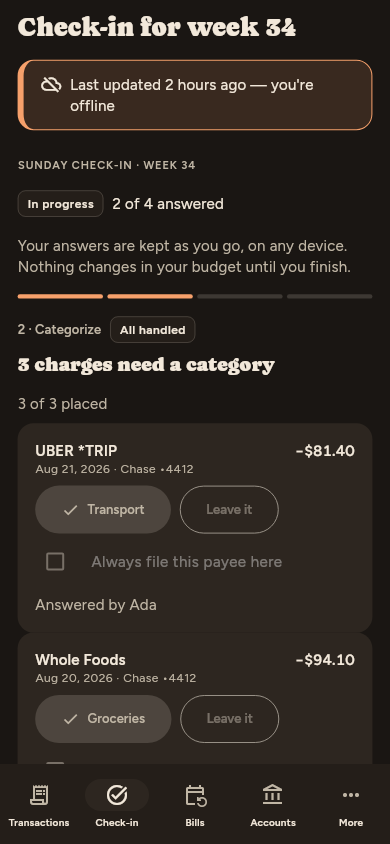 Check-in for week 34
Last updated 2 hours ago — you're
offline
SUNDAY CHECK-IN · WEEK 34
In progress 2 of 4 answered
Your answers are kept as you go, on any device.
Nothing changes in your budget until you finish.
2 · Categorize All handled
3 charges need a category
3 of 3 placed
UBER *TRIP −$81.40
Aug 21, 2026 · Chase •4412
Transport Leave it
Always file this payee here
Answered by Ada
Whole Foods −$94.10
Aug 20, 2026 · Chase •4412
Groceries Leave it
Transactions Check-in Bills Accounts More